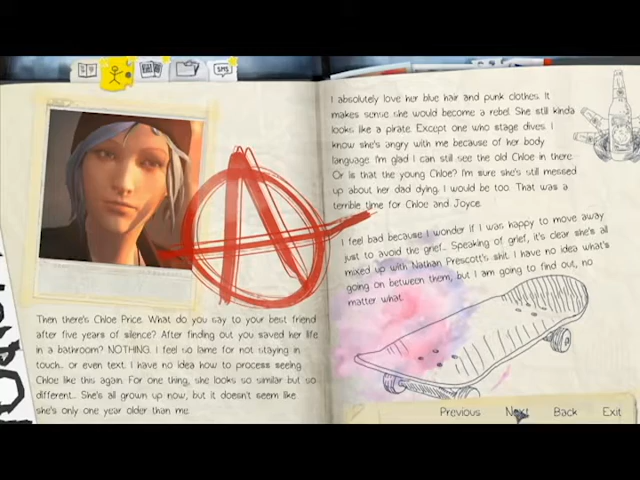 SMS
Then there's Chloe Price. What do you say to your best friend
after five years of silence? After finding out you saved her life
in a bathroom? NOTHING. I feel so lame for not staying in
touch... or even text. I have no idea how to process seeing
Chloe like this again. For one thing, she looks so similar but so
different... She's all grown up now, but it doesn't seem like
she's only one year older than me.
I absolutely love her blue hair and punk clothes. It
makes sense she would become a rebel. She still kinda
looks like a pirate. Except one who stage dives. I
know she's angry with me because of her body
language. I'm glad I can still see the old Chloe in there.
Or is that the young Chloe? I'm sure she's still messed
up about her dad dying. I would be too. That was a
terrible time for Chloe and Joyce.
I feel bad because I wonder if I was happy to move away
just to avoid the grief... Speaking of grief, it's clear she's all
mixed up with Nathan Prescott's shit. I have no idea what's
going on between them, but I am going to find out, no
matter what.
Previous Next Back Exit